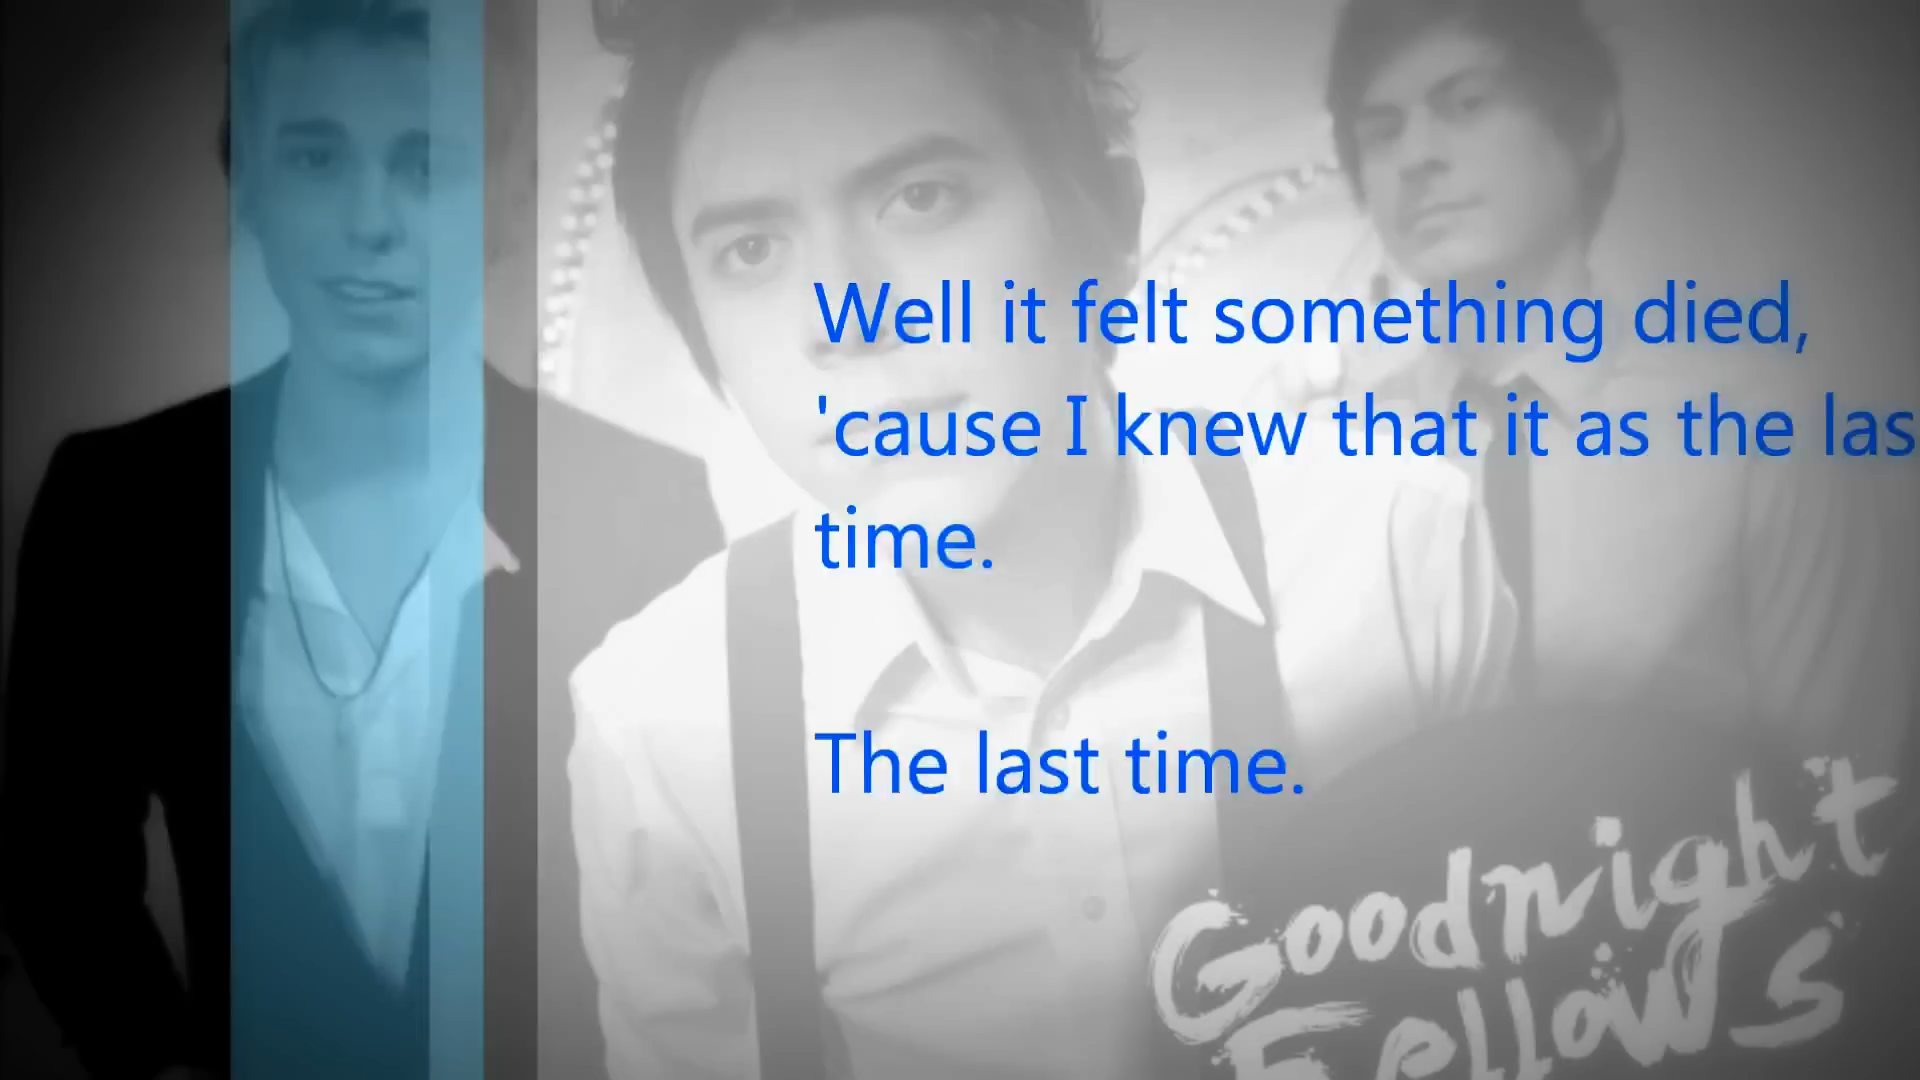 Well it felt something died,
'cause I knew that it as the las
time.
The last time.
Goodnight
Fellows